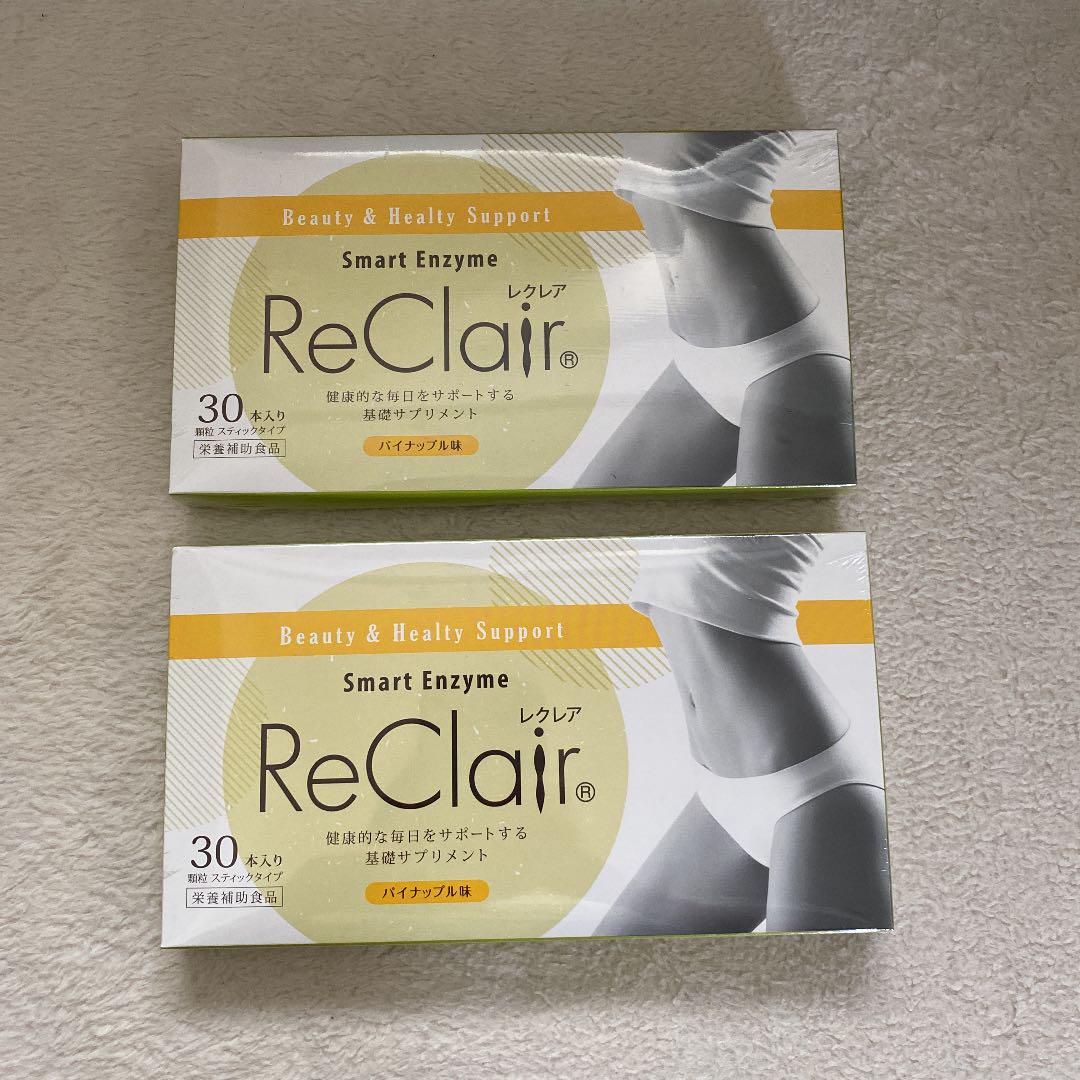 Beauty & Healty Support
Smart Enzyme
レクレア
ReClair®
健康的な毎日をサポートする
基礎サプリメント
パイナップル味
30本入り
顆粒 スティックタイプ
栄養補助食品
Beauty & Healty Support
Smart Enzyme
レクレア
ReClair®
健康的な毎日をサポートする
基礎サプリメント
パイナップル味
30本入り
顆粒 スティックタイプ
栄養補助食品